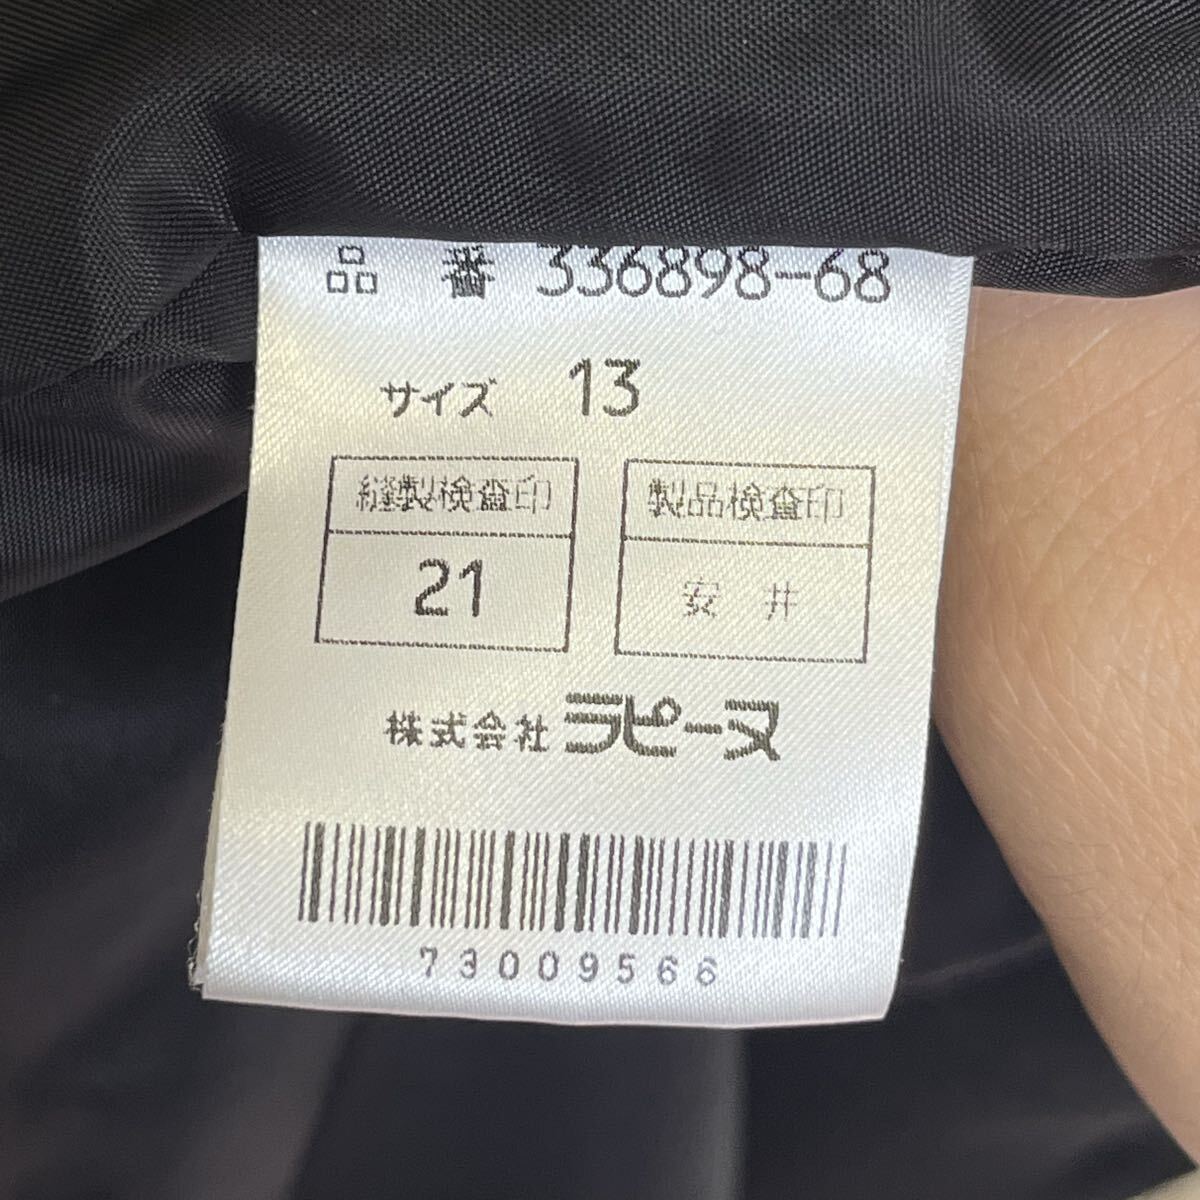 品 番 336898-68
サイズ 13
縫製検査印 製品検査印
21 安 井
株式会社 ラピーヌ
73009566